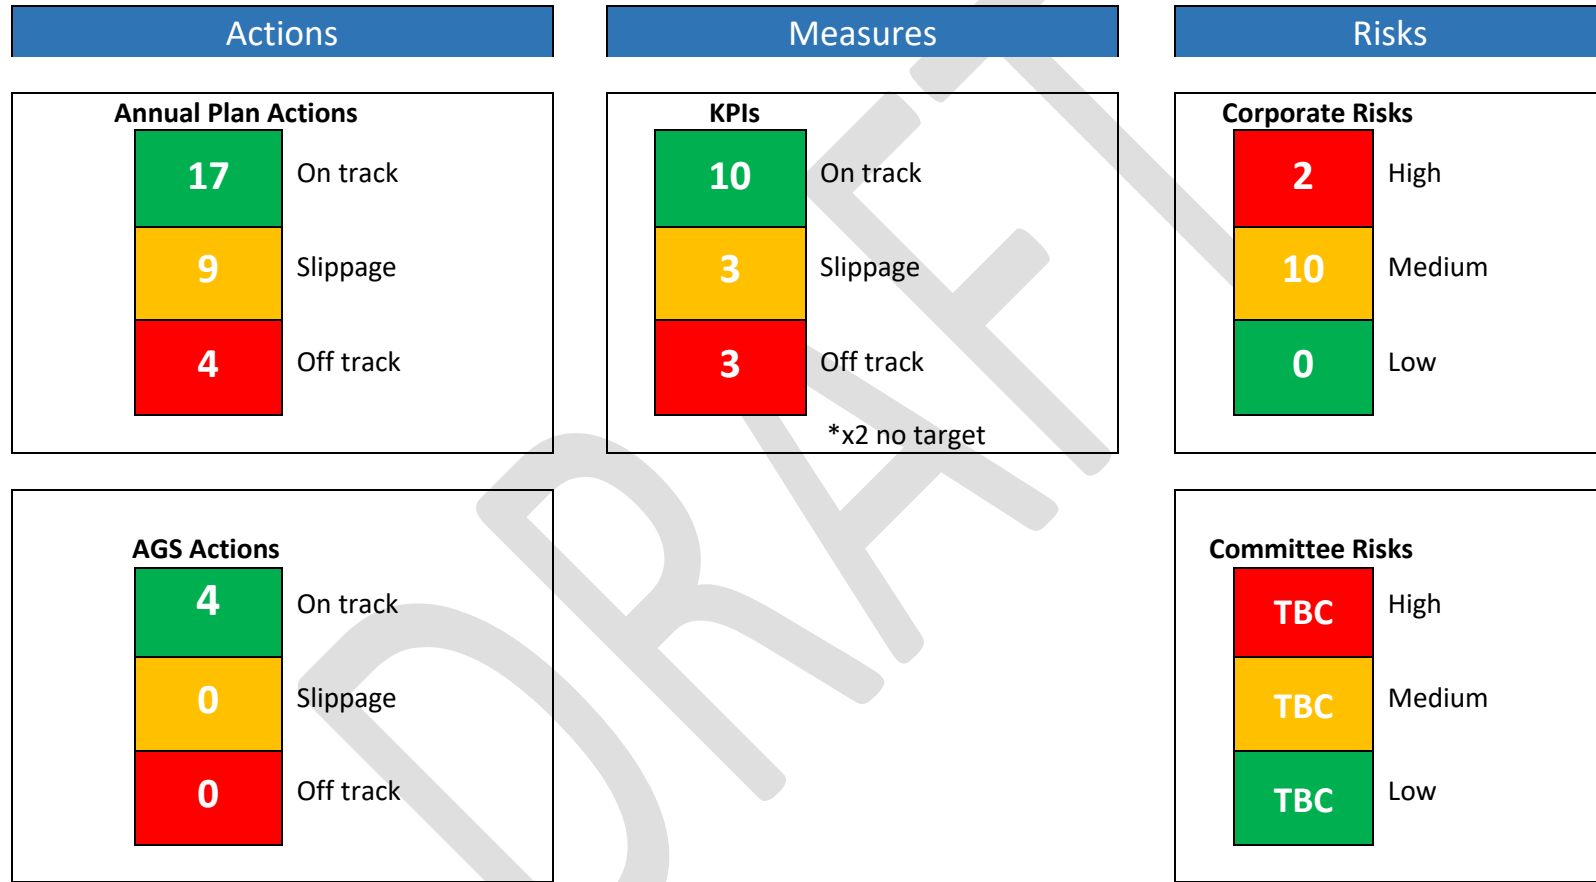 Actions
Measures
Risks
Annual Plan Actions
17 On track
9 Slippage
4 Off track
KPIs
10 On track
3 Slippage
3 Off track
*x2 no target
Corporate Risks
2 High
10 Medium
0 Low
AGS Actions
4 On track
0 Slippage
0 Off track
Committee Risks
TBC High
TBC Medium
TBC Low
DRAFT